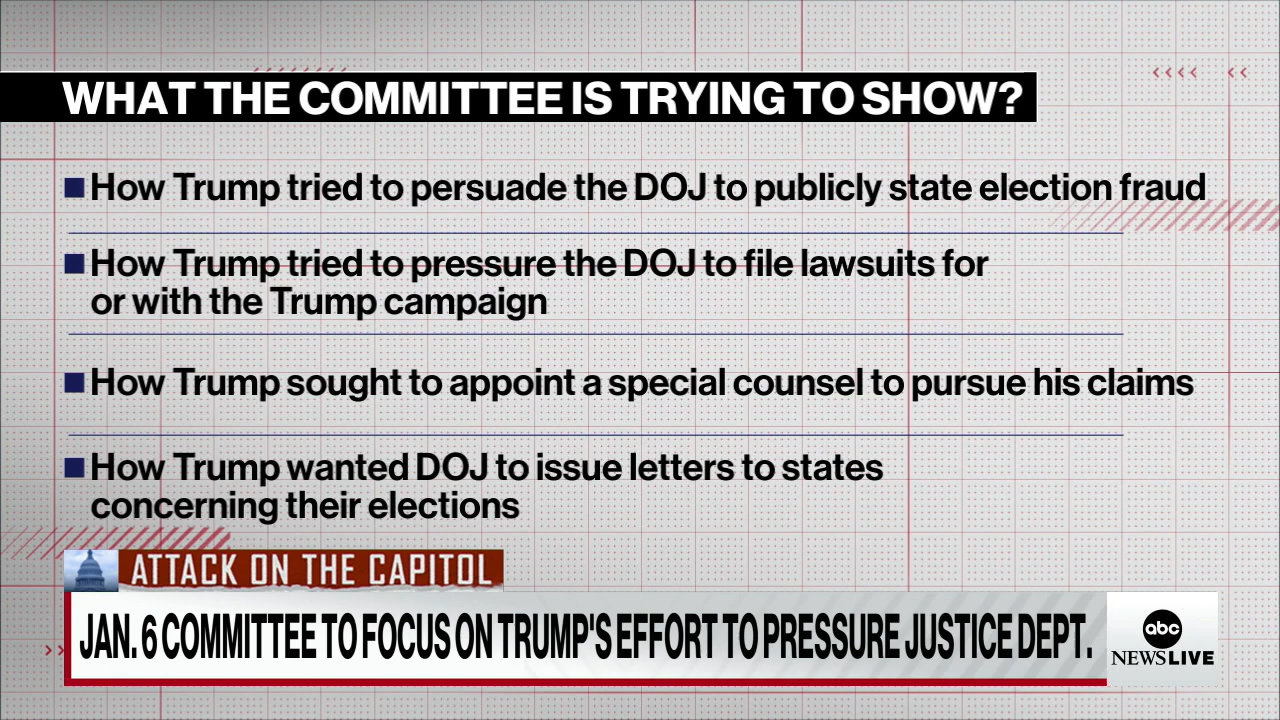 WHAT THE COMMITTEE IS TRYING TO SHOW?
How Trump tried to persuade the DOJ to publicly state election fraud
How Trump tried to pressure the DOJ to file lawsuits for
or with the Trump campaign
How Trump sought to appoint a special counsel to pursue his claims
How Trump wanted DOJ to issue letters to states
concerning their elections
ATTACK ON THE CAPITOL
JAN. 6 COMMITTEE TO FOCUS ON TRUMP'S EFFORT TO PRESSURE JUSTICE DEPT.
abc
NEWSLIVE